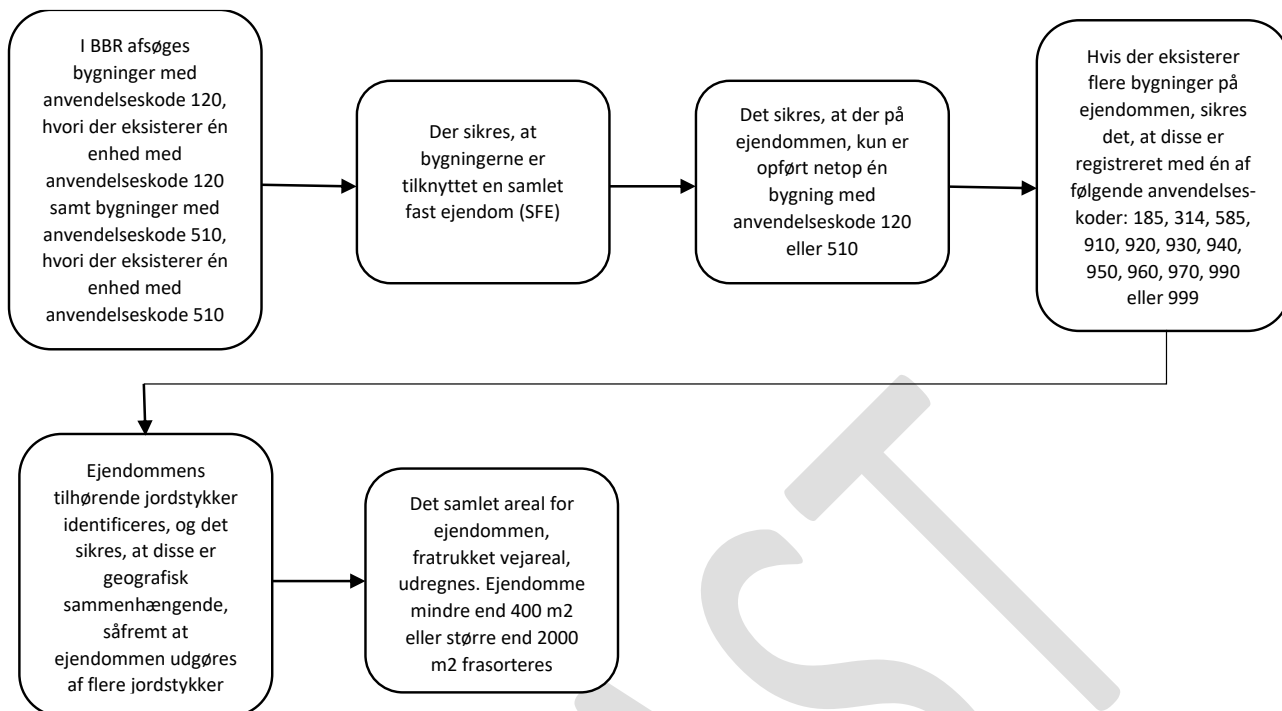 I BBR afsøges
bygninger med
anvendelseskode 120,
hvori der eksisterer én
enhed med
anvendelseskode 120
samt bygninger med
anvendelseskode 510,
hvori der eksisterer én
enhed med
anvendelseskode 510
Der sikres, at
bygningerne er
tilknyttet en samlet
fast ejendom (SFE)
Det sikres, at der på
ejendommen, kun er
opført netop én
bygning med
anvendelseskode 120
eller 510
Hvis der eksisterer
flere bygninger på
ejendommen, sikres
det, at disse er
registreret med én af
følgende anvendelses-
koder: 185, 314, 585,
910, 920, 930, 940,
950, 960, 970, 990
eller 999
Ejendommens
tilhørende jordstykker
identificeres, og det
sikres, at disse er
geografisk
sammenhængende,
såfremt at
ejendommen udgøres
af flere jordstykker
Det samlet areal for
ejendommen,
fratrukket vejareal,
udregnes. Ejendomme
mindre end 400 m2
eller større end 2000
m2 frasorteres